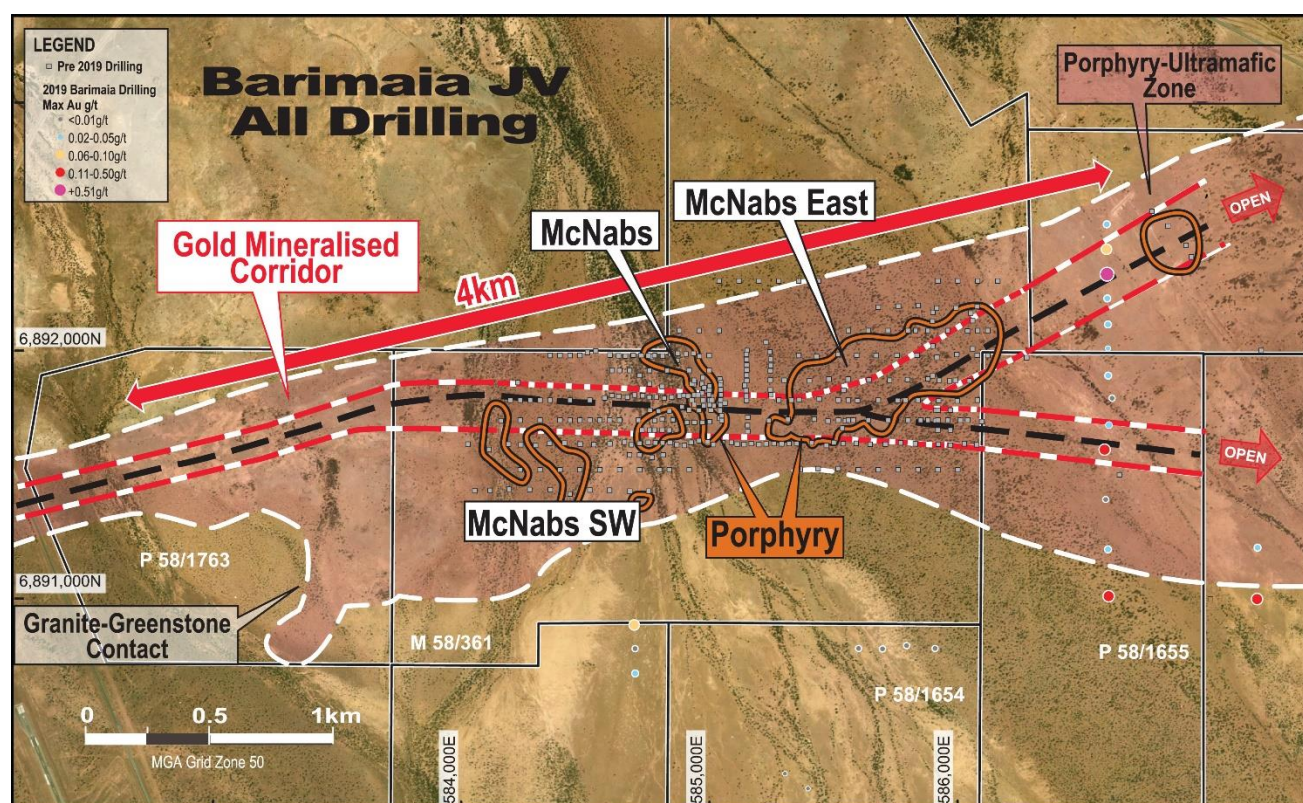 LEGEND
Pre 2019 Drilling
2019 Barimaia Drilling
Max Au g/t
<0.01g/t
0.02-0.05g/t
0.06-0.10g/t
0.11-0.50g/t
+0.51g/t
Barimaia JV
All Drilling
Porphyry-Ultramafic
Zone
McNabs East
McNabs
OPEN
Gold Mineralised
Corridor
4km
6,892,000N
OPEN
McNabs SW
Porphyry
P 58/1763
6,891,000N
Granite-Greenstone
Contact
M 58/361
P 58/1655
P 58/1654
0 0.5 1km
MGA Grid Zone 50
584,000E
585,000E
586,000E